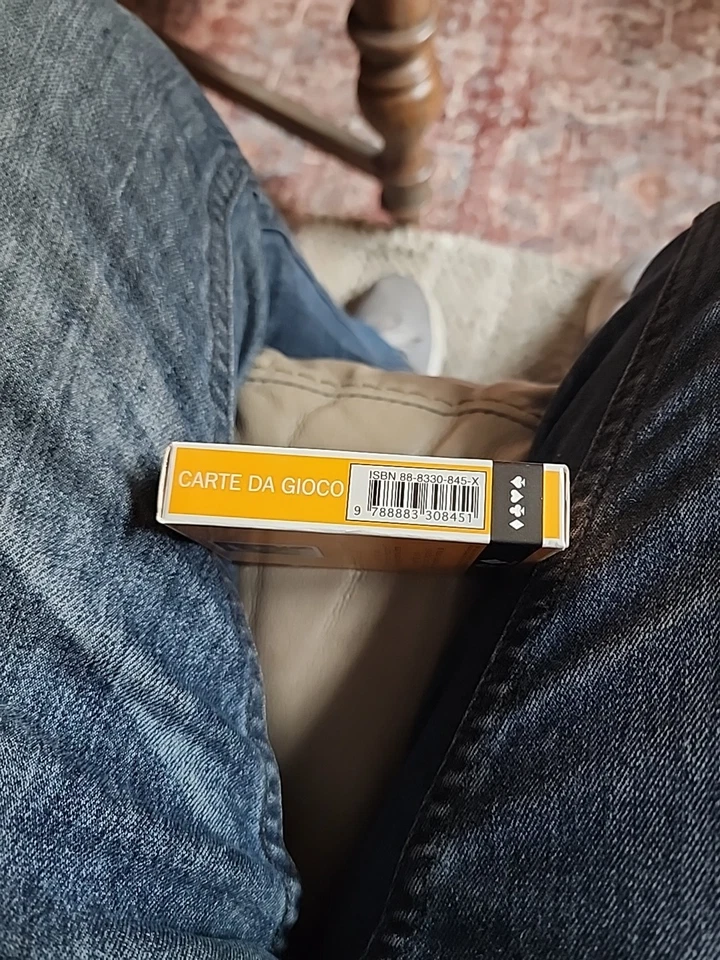 CARTE DA GIOCO
ISBN 88-8330-845-X
9 788883 308451